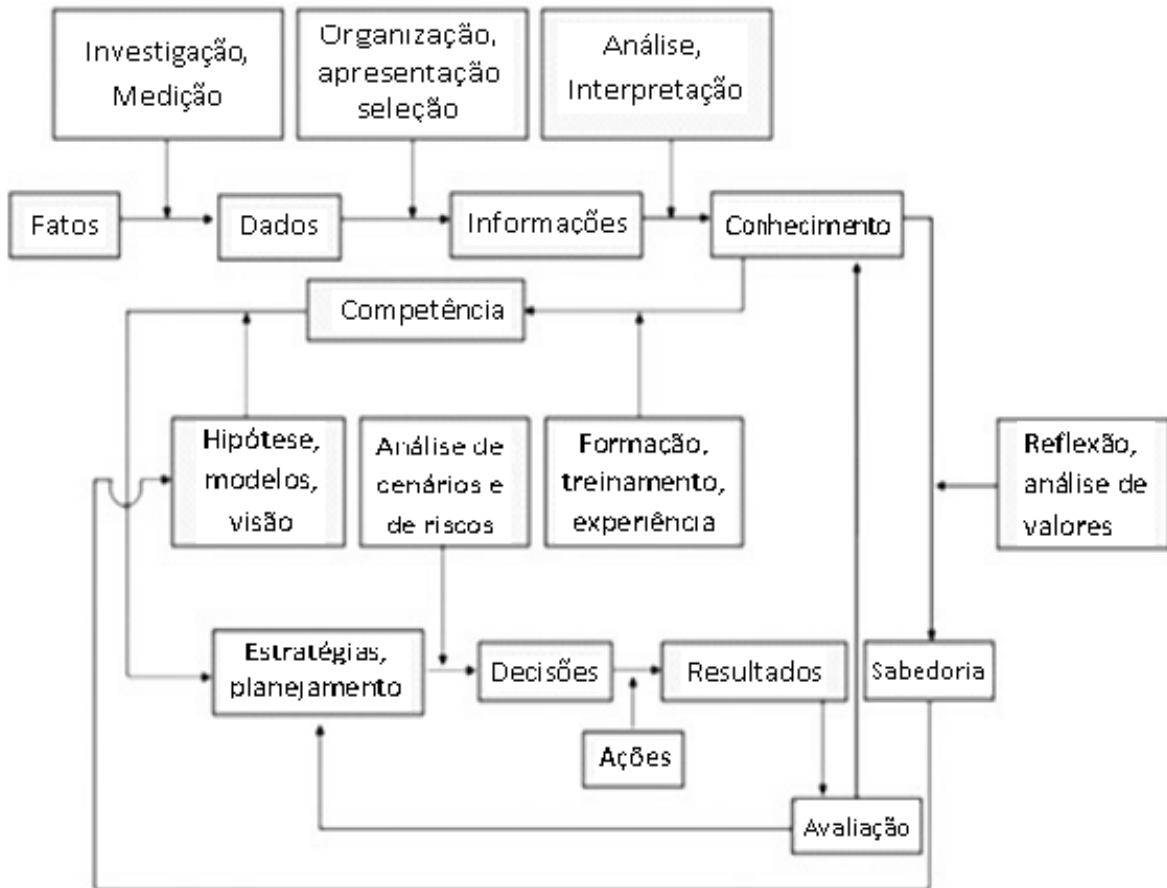 Investigação,
Medição
Organização,
apresentação
seleção
Análise,
Interpretação
Fatos
Dados
Informações
Conhecimento
Competência
Hipótese,
modelos,
visão
Análise de
cenários e
de riscos
Formação,
treinamento,
experiência
Reflexão,
análise de
valores
Estratégias,
planejamento
Decisões
Resultados
Sabedoria
Ações
Avaliação